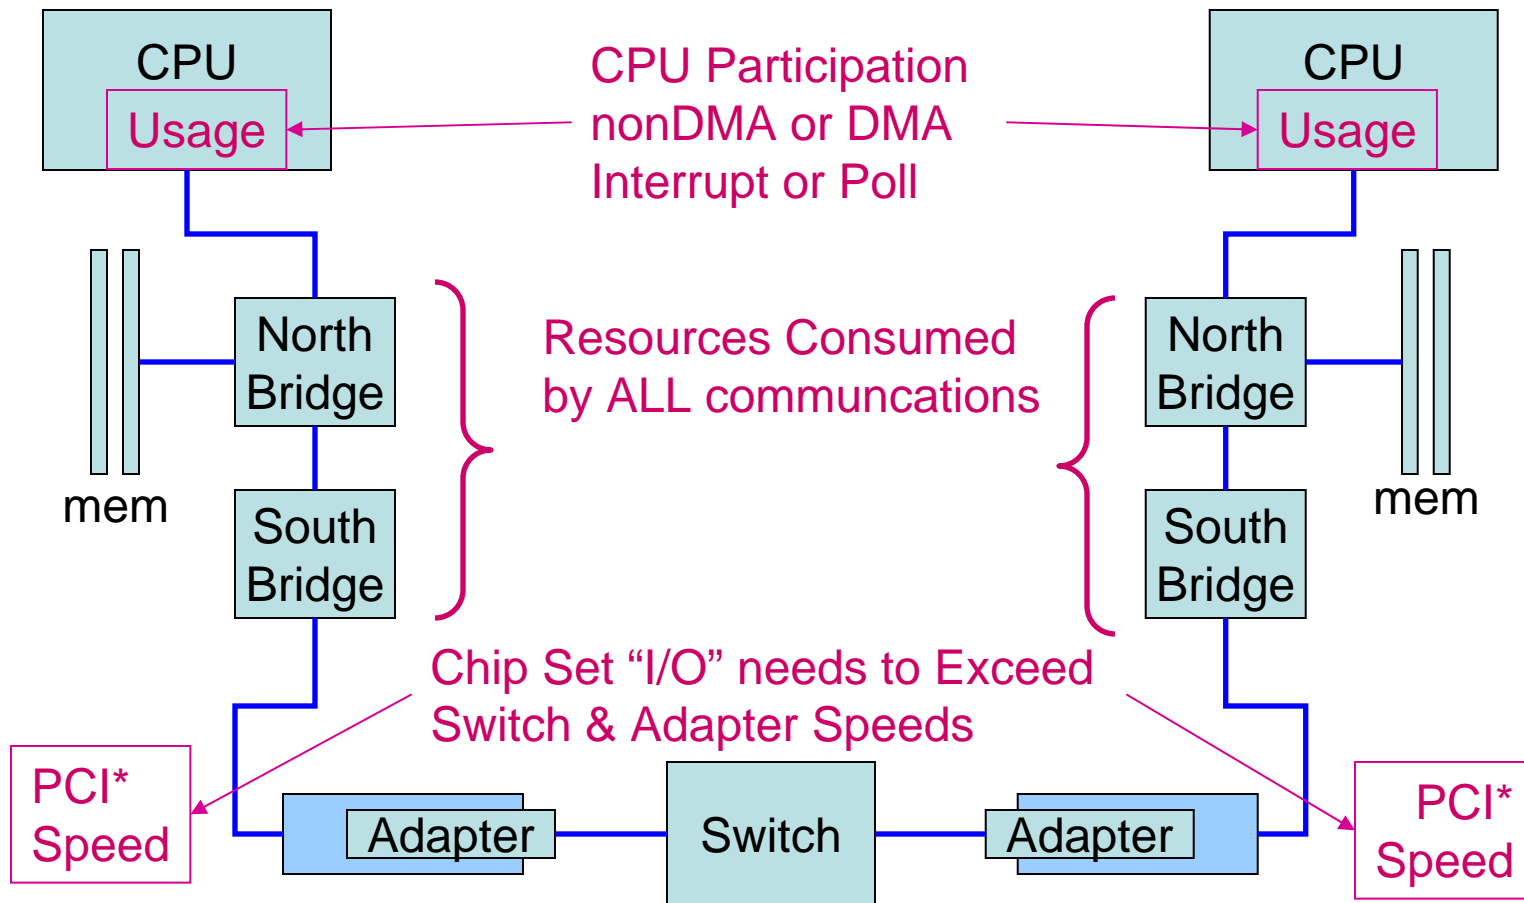 CPU
Usage
CPU Participation
nonDMA or DMA
Interrupt or Poll
CPU
Usage
North
Bridge
mem
South
Bridge
Resources Consumed
by ALL communcations
North
Bridge
mem
South
Bridge
Chip Set “I/O” needs to Exceed
Switch & Adapter Speeds
PCI*
Speed
Adapter
Switch
Adapter
PCI*
Speed